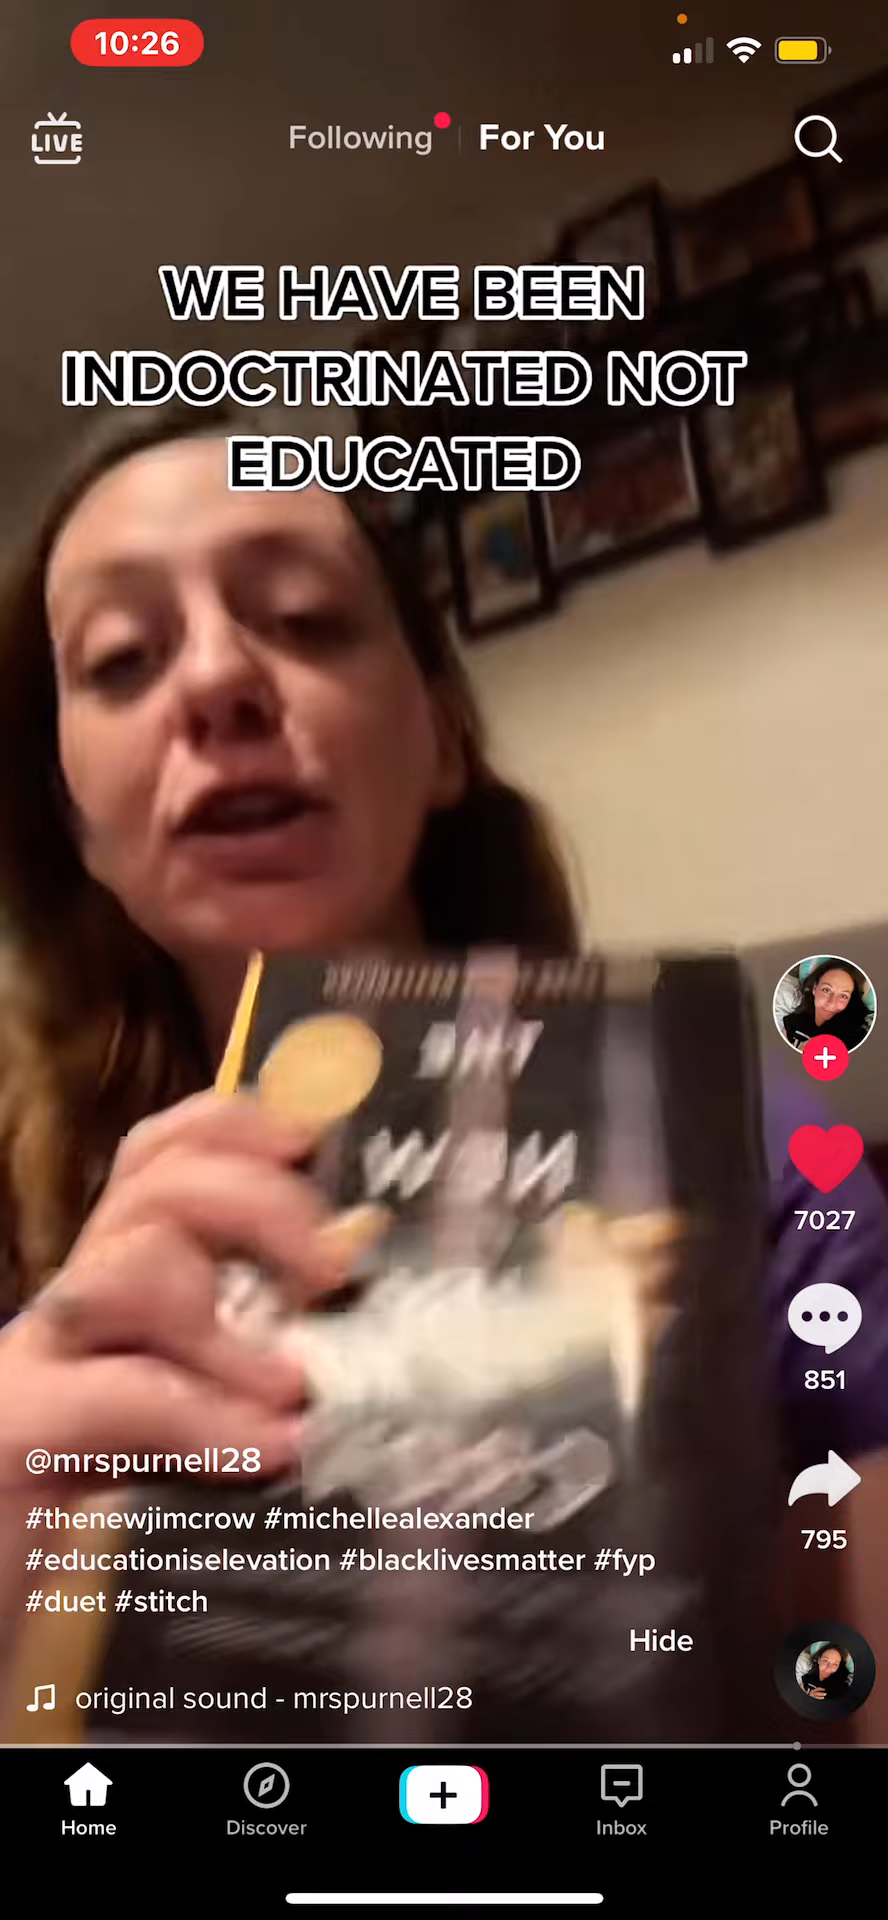 10:26
LIVE
Following
For You
WE HAVE BEEN
INDOCTRINATED NOT
EDUCATED
7027
851
795
@mrspurnell28
#thenewjimcrow #michellealexander
#educationiselevation #blacklivesmatter #fyp
#duet #stitch
Hide
original sound - mrspurnell28
Home
Discover
Inbox
Profile